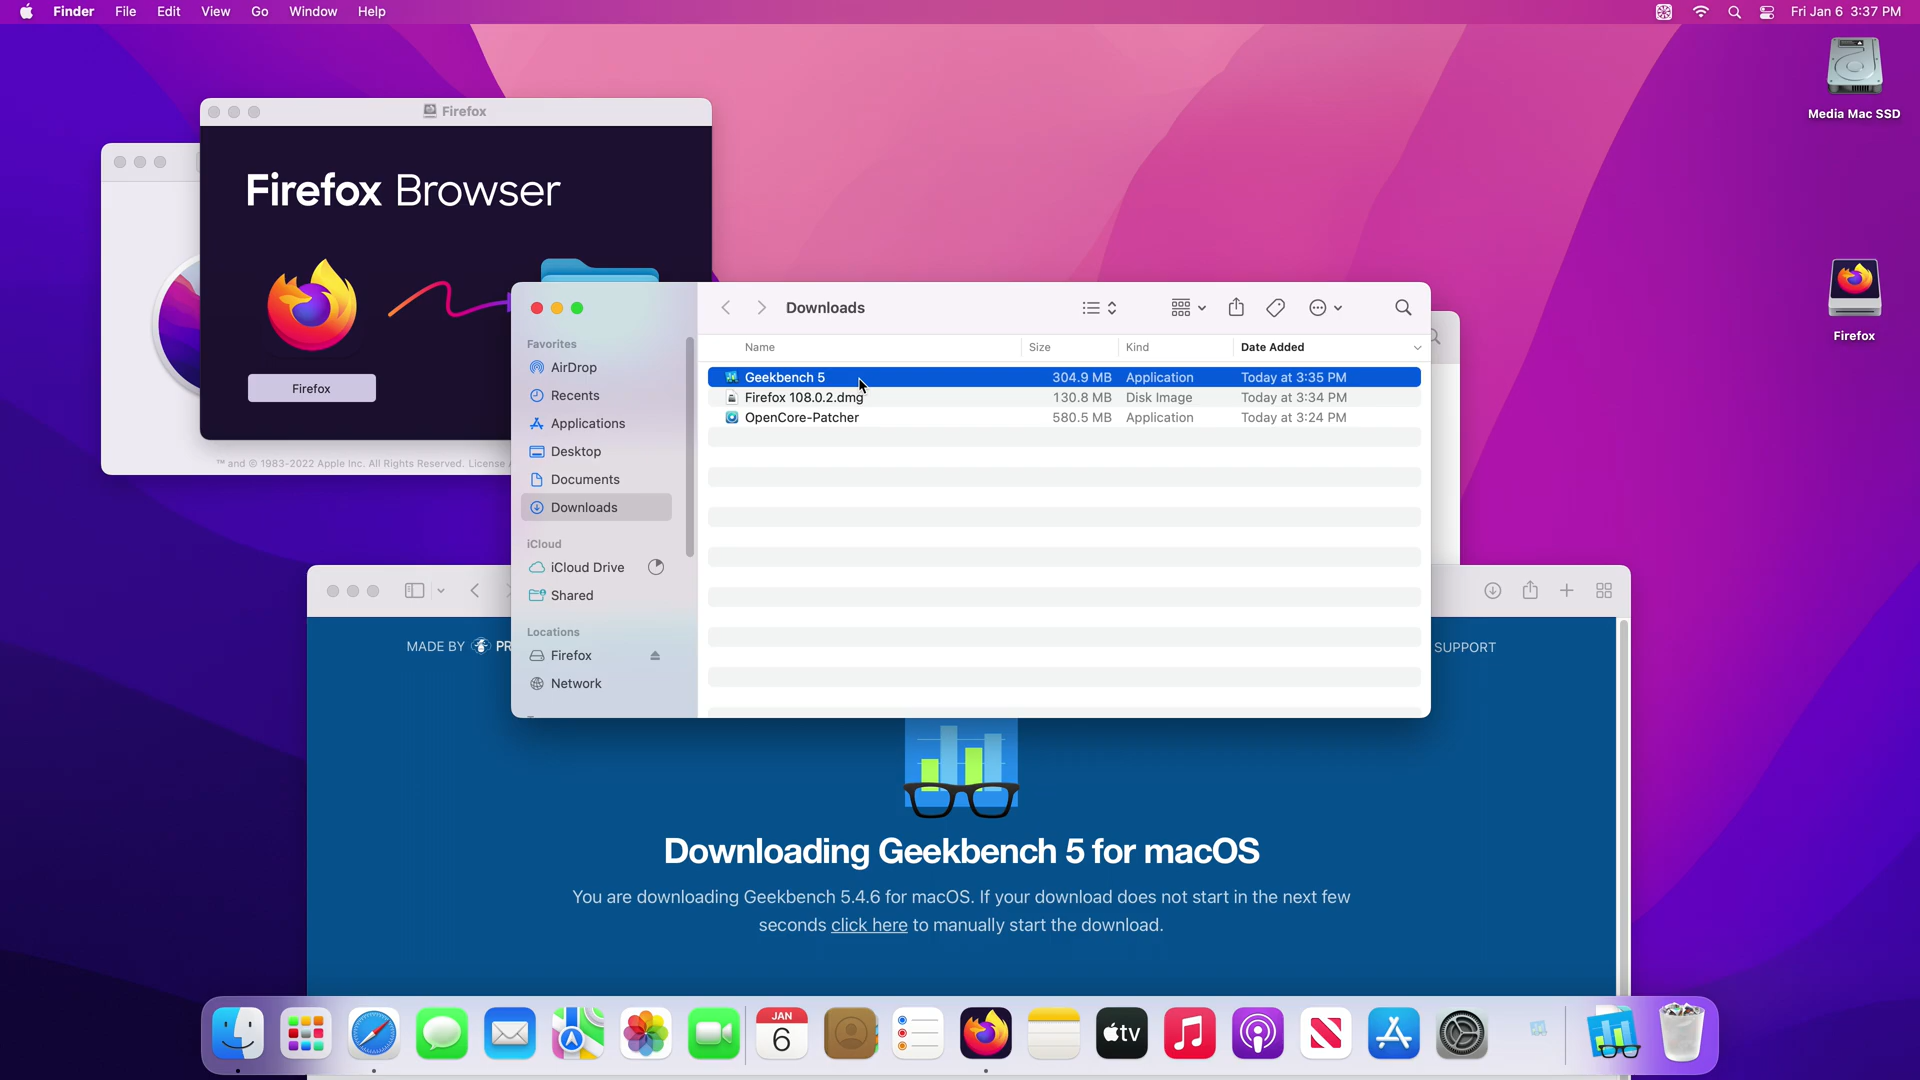 Finder File Edit View Go Window Help Fri Jan 6 3:37 PM
Media Mac SSD
Firefox
Firefox
Firefox Browser
Firefox
™ and © 1983-2022 Apple Inc. All Rights Reserved. License
Downloads
Favorites
AirDrop
Recents
Applications
Desktop
Documents
Downloads
iCloud
iCloud Drive
Shared
Locations
Firefox
Network
Name Size Kind Date Added
Geekbench 5 304.9 MB Application Today at 3:35 PM
Firefox 108.0.2.dmg 130.8 MB Disk Image Today at 3:34 PM
OpenCore-Patcher 580.5 MB Application Today at 3:24 PM
MADE BY PR SUPPORT
Downloading Geekbench 5 for macOS
You are downloading Geekbench 5.4.6 for macOS. If your download does not start in the next few
seconds click here to manually start the download.
JAN
6
tv